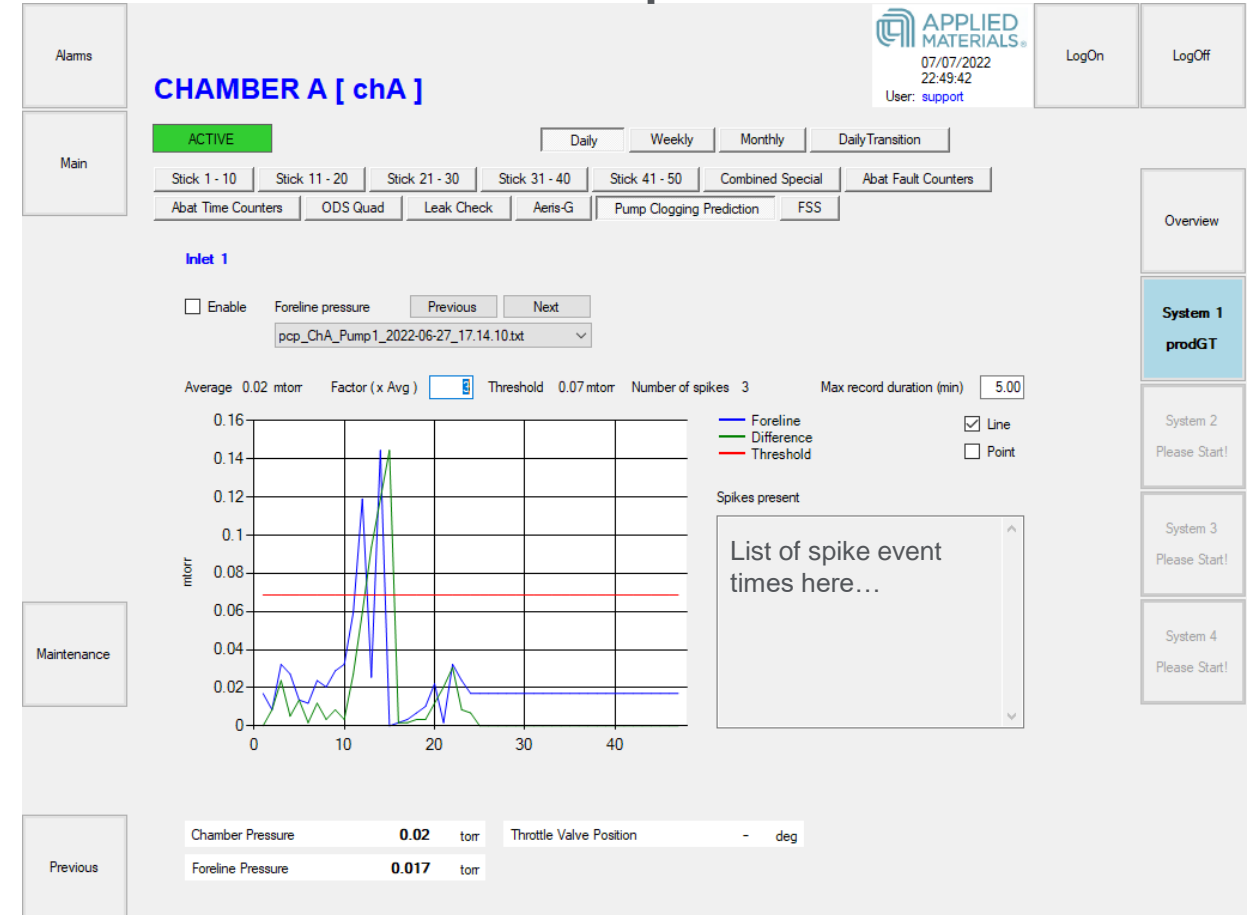 Alarms
APPLIED
MATERIALS®
07/07/2022
22:49:42
User: support
LogOn
LogOff
CHAMBER A [ chA ]
Main
ACTIVE
Daily Weekly Monthly DailyTransition
Stick 1 - 10 Stick 11 - 20 Stick 21 - 30 Stick 31 - 40 Stick 41 - 50 Combined Special Abat Fault Counters
Abat Time Counters ODS Quad Leak Check Aeris-G Pump Clogging Prediction FSS
Overview
Inlet 1
Enable Foreline pressure Previous Next
pcp_ChA_Pump1_2022-06-27_17.14.10.txt
System 1
prodGT
Average 0.02 mtorr Factor ( x Avg ) 3 Threshold 0.07 mtorr Number of spikes 3 Max record duration (min) 5.00
0.16
0.14
0.12
0.1
0.08
0.06
0.04
0.02
0
mtorr
0 10 20 30 40
Foreline
Difference
Threshold
Line
Point
Spikes present
List of spike event
times here…
System 2
Please Start!
System 3
Please Start!
System 4
Please Start!
Maintenance
Chamber Pressure 0.02 torr Throttle Valve Position - deg
Foreline Pressure 0.017 torr
Previous